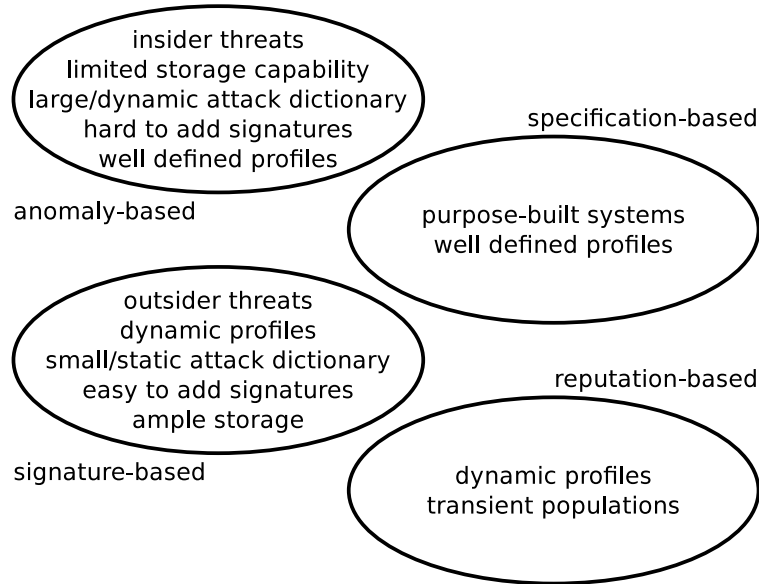 insider threats
limited storage capability
large/dynamic attack dictionary
hard to add signatures
well defined profiles
anomaly-based
specification-based
purpose-built systems
well defined profiles
outsider threats
dynamic profiles
small/static attack dictionary
easy to add signatures
ample storage
signature-based
reputation-based
dynamic profiles
transient populations